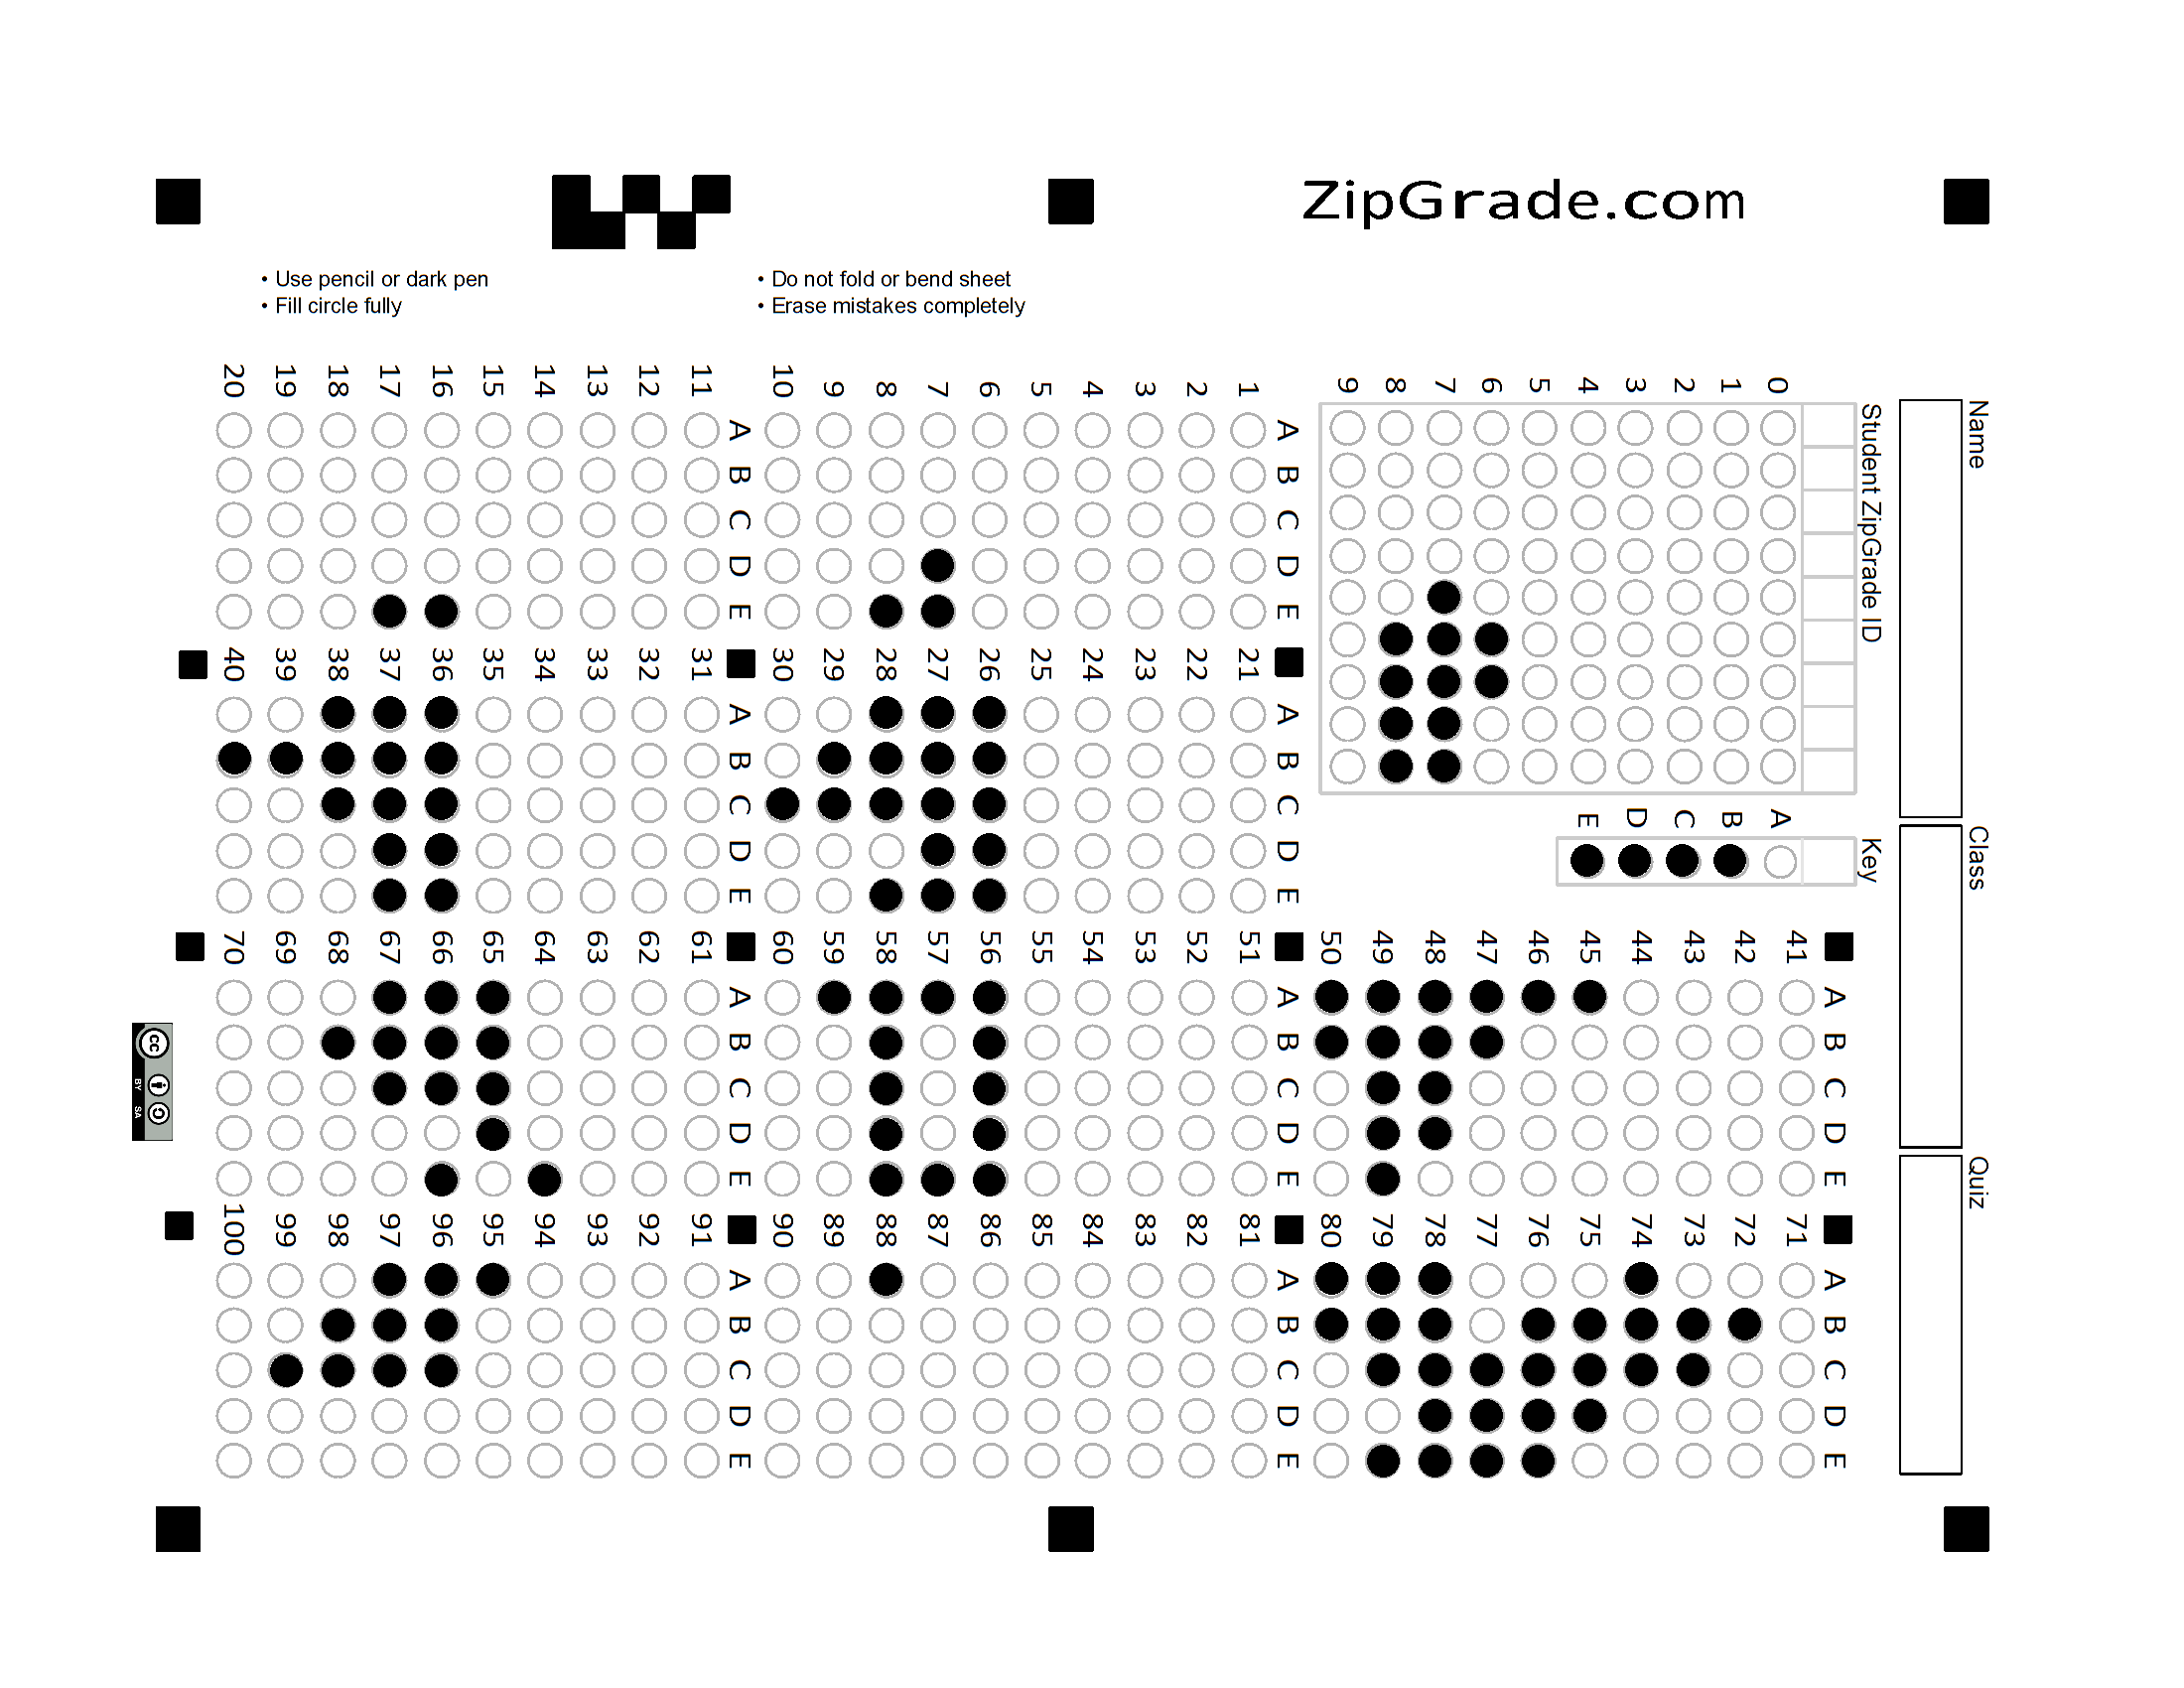 ZipGrade.com
• Use pencil or dark pen
• Fill circle fully
• Do not fold or bend sheet
• Erase mistakes completely
Name
Class
Quiz
Student ZipGrade ID
0 1 2 3 4 5 6 7 8 9
Key
A B C D E
A B C D E
1 2 3 4 5 6 7 8 9 10
A B C D E
11 12 13 14 15 16 17 18 19 20
A B C D E
21 22 23 24 25 26 27 28 29 30
A B C D E
31 32 33 34 35 36 37 38 39 40
A B C D E
41 42 43 44 45 46 47 48 49 50
A B C D E
51 52 53 54 55 56 57 58 59 60
A B C D E
61 62 63 64 65 66 67 68 69 70
A B C D E
71 72 73 74 75 76 77 78 79 80
A B C D E
81 82 83 84 85 86 87 88 89 90
A B C D E
91 92 93 94 95 96 97 98 99 100
cc
BY SA